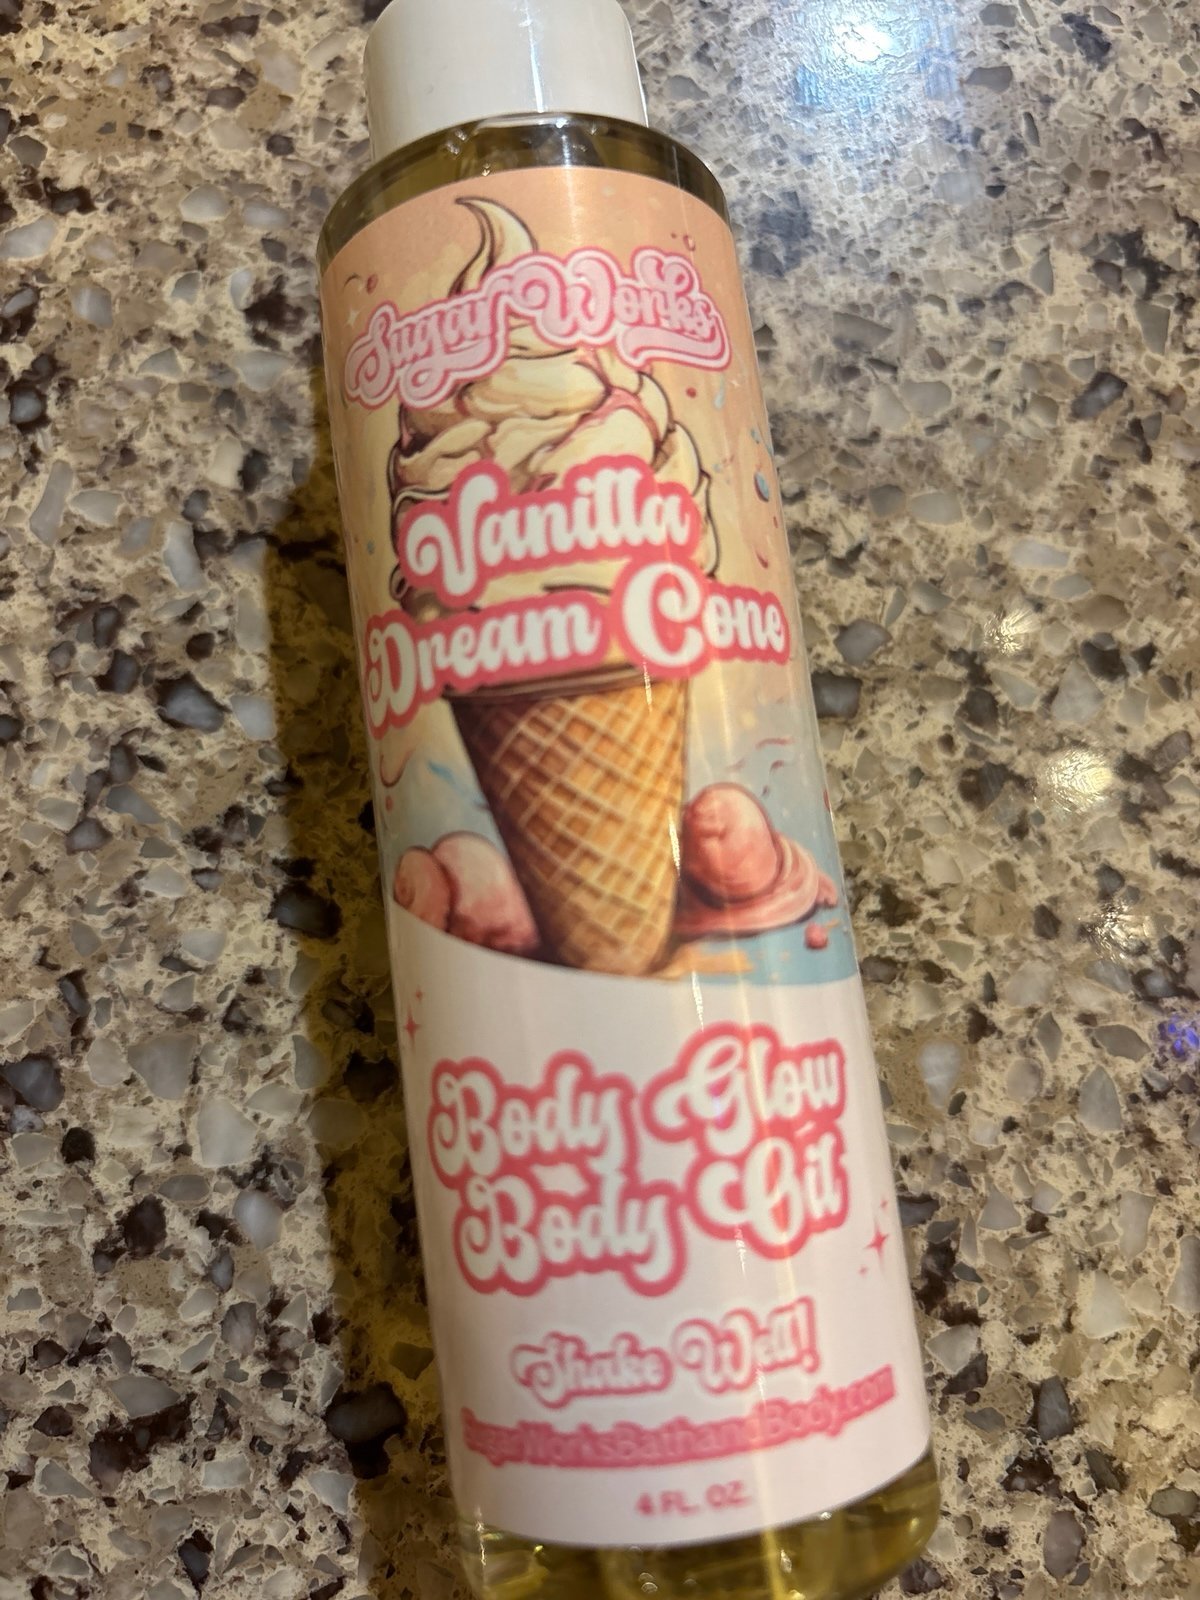 Sugar Works
Vanilla
Dream Cone
Body Glow
Body Oil
Shake Well!
SugarWorksBathandBody.com
4 FL. OZ.